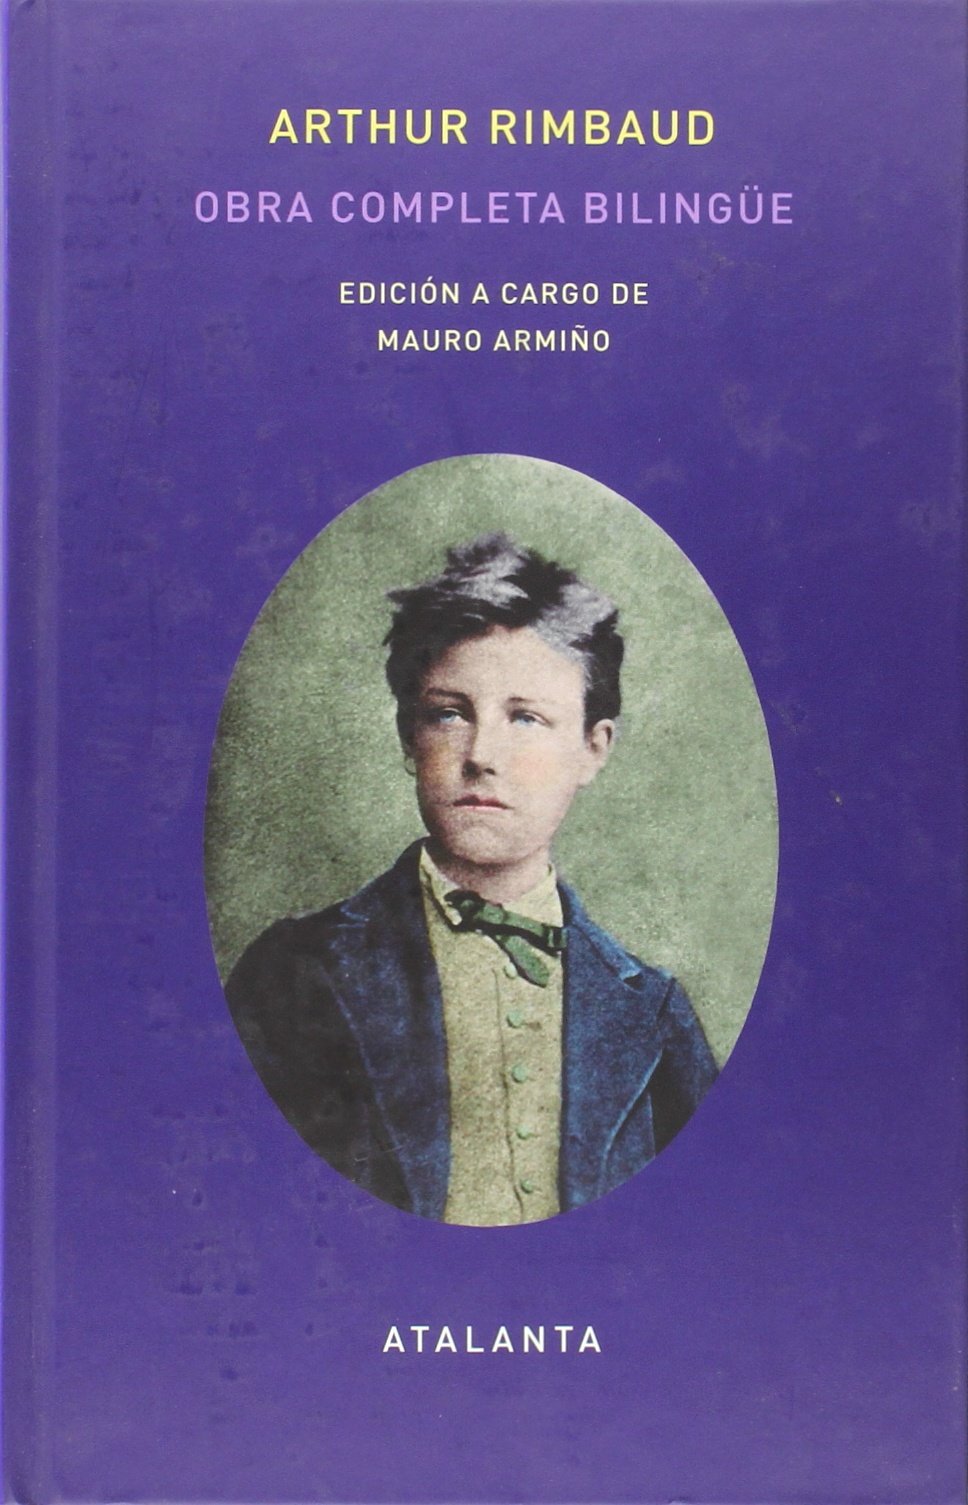 ARTHUR RIMBAUD
OBRA COMPLETA BILINGÜE
EDICIÓN A CARGO DE
MAURO ARMIÑO
ATALANTA